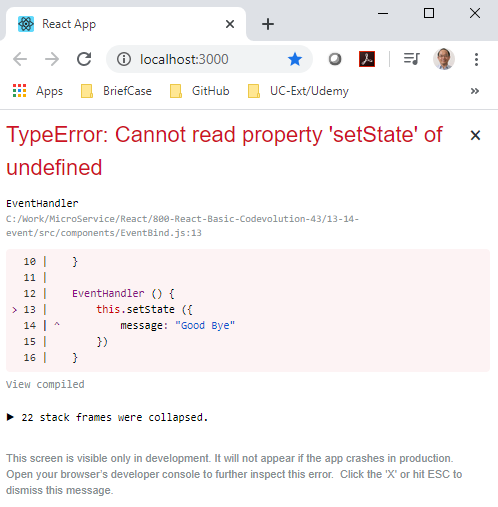 React App
localhost:3000
Apps BriefCase GitHub UC-Ext/Udemy »
TypeError: Cannot read property 'setState' of
undefined
EventHandler
C:/Work/MicroService/React/800-React-Basic-Codevolution-43/13-14-
event/src/components/EventBind.js:13
10 | }
11 |
12 | EventHandler () {
> 13 | this.setState ({
14 | ^ message: "Good Bye"
15 | })
16 | }
View compiled
▶ 22 stack frames were collapsed.
This screen is visible only in development. It will not appear if the app crashes in production.
Open your browser's developer console to further inspect this error. Click the 'X' or hit ESC to
dismiss this message.